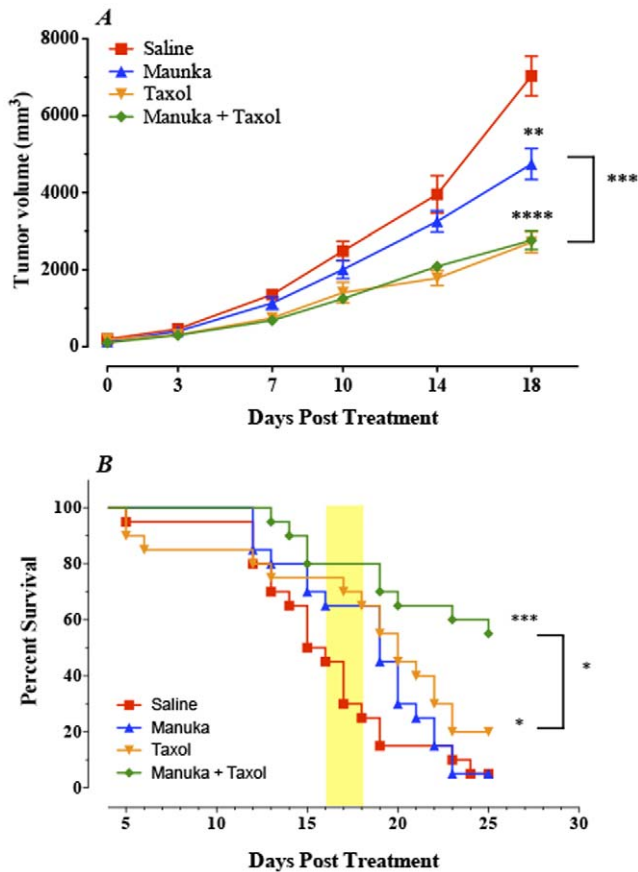 A
8000
6000
4000
2000
0
Tumor volume (mm³)
Saline
Maunka
Taxol
Manuka + Taxol
**
****
***
0 3 7 10 14 18
Days Post Treatment
B
100
80
60
40
20
0
Percent Survival
Saline
Manuka
Taxol
Manuka + Taxol
***
*
*
5 10 15 20 25 30
Days Post Treatment